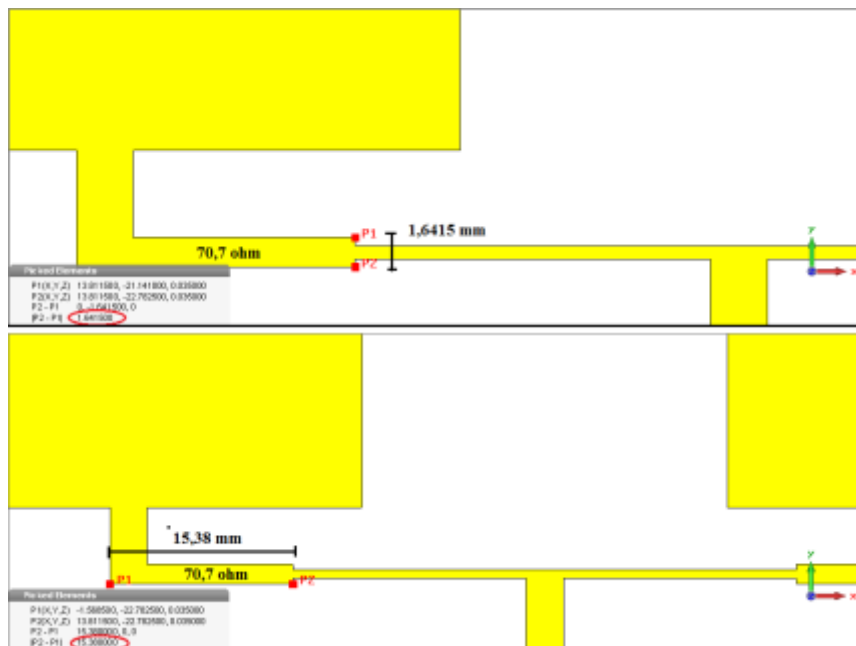 P1
1,6415 mm
70,7 ohm
P2
y
x
Picked Elements
P1(X,Y,Z) 13.811500, -21.141000, 0.035000
P2(X,Y,Z) 13.811500, -22.782500, 0.035000
P2 - P1 0, -1.641500, 0
|P2 - P1| 1.641500
15,38 mm
70,7 ohm
P1
P2
y
x
Picked Elements
P1(X,Y,Z) -1.568500, -22.782500, 0.035000
P2(X,Y,Z) 13.811500, -22.782500, 0.035000
P2 - P1 15.380000, 0, 0
|P2 - P1| 15.380000